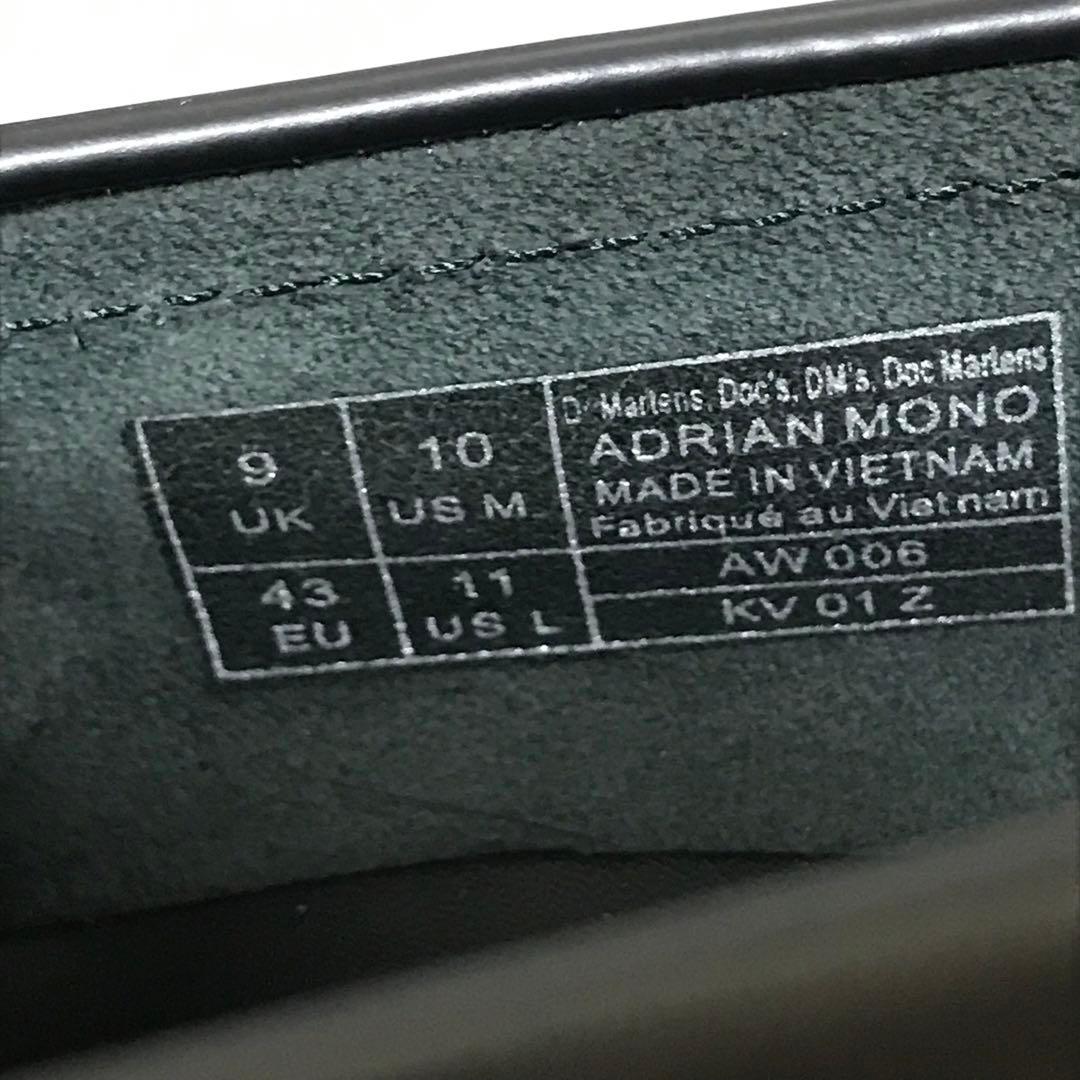 9
UK
10
US M
43
EU
11
US L
Dr Martens, Doc's, DM's, Doc Martens
ADRIAN MONO
MADE IN VIETNAM
Fabriqué au Vietnam
AW 006
KV 01 Z